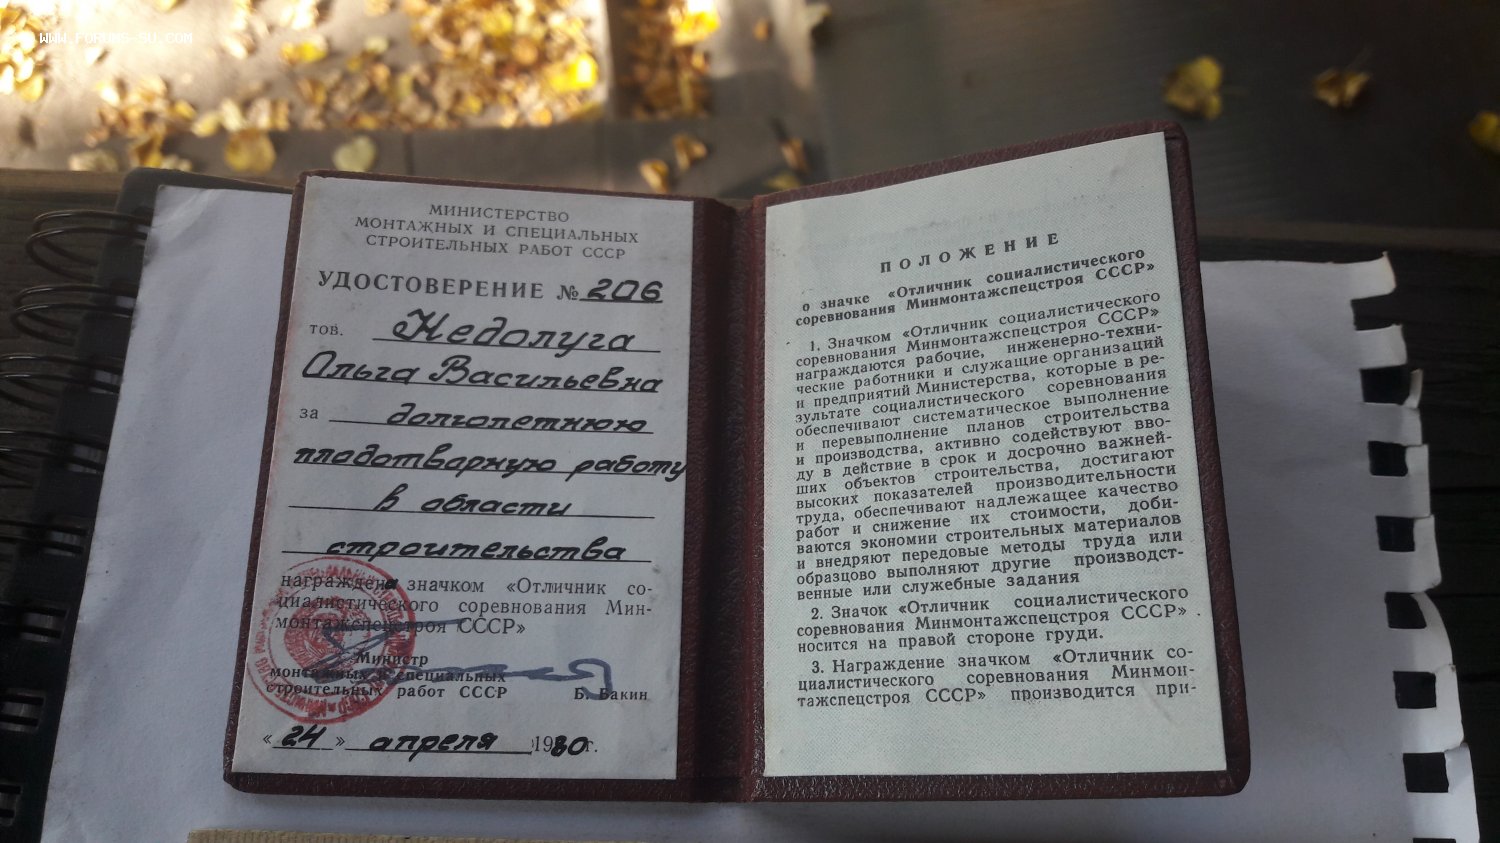 WWW.FORUMS-SU.COM
МИНИСТЕРСТВО
МОНТАЖНЫХ И СПЕЦИАЛЬНЫХ
СТРОИТЕЛЬНЫХ РАБОТ СССР
УДОСТОВЕРЕНИЕ № 206
тов. Недолуга
Ольга Васильевна
за долголетнюю
плодотварную работу
в области
строительства
награждена значком «Отличник со-
циалистического соревнования Мин-
монтажспецстроя СССР»
Министр
монтажных и специальных
строительных работ СССР Б. Бакин
«24» апреля 1980 г.
ПОЛОЖЕНИЕ
о значке «Отличник социалистического
соревнования Минмонтажспецстроя СССР»
1. Значком «Отличник социалистического
соревнования Минмонтажспецстроя СССР»
награждаются рабочие, инженерно-техни-
ческие работники и служащие организаций
и предприятий Министерства, которые в ре-
зультате социалистического соревнования
обеспечивают систематическое выполнение
и перевыполнение планов строительства
и производства, активно содействуют вво-
ду в действие в срок и досрочно важней-
ших объектов строительства, достигают
высоких показателей производительности
труда, обеспечивают надлежащее качество
работ и снижение их стоимости, доби-
ваются экономии строительных материалов
и внедряют передовые методы труда или
образцово выполняют другие производст-
венные или служебные задания
2. Значок «Отличник социалистического
соревнования Минмонтажспецстроя СССР»
носится на правой стороне груди.
3. Награждение значком «Отличник со-
циалистического соревнования Минмон-
тажспецстроя СССР» производится при-